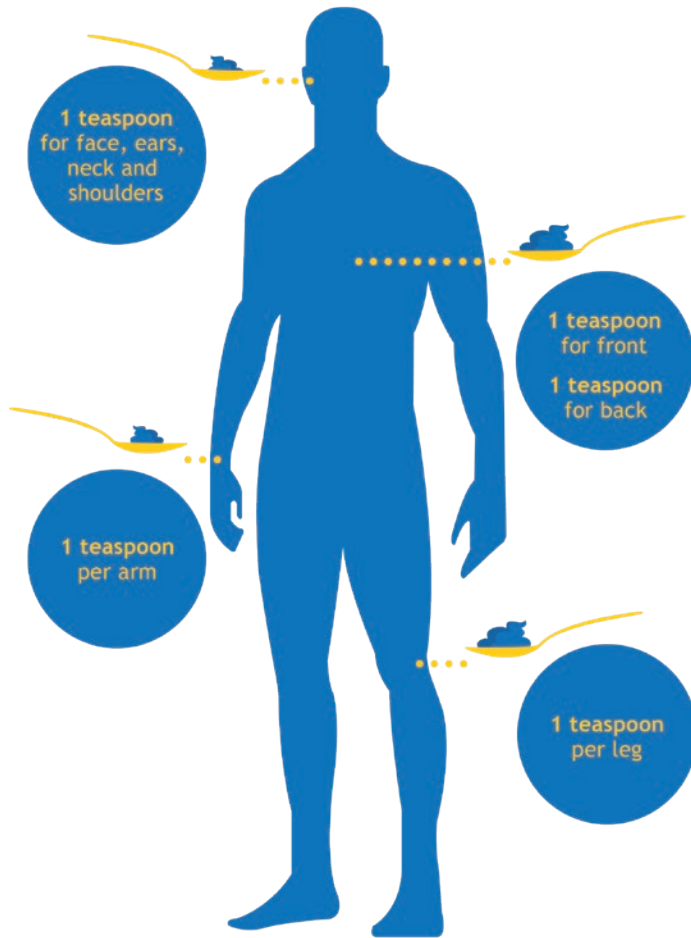 1 teaspoon
for face, ears,
neck and
shoulders
1 teaspoon
for front
1 teaspoon
for back
1 teaspoon
per arm
1 teaspoon
per leg